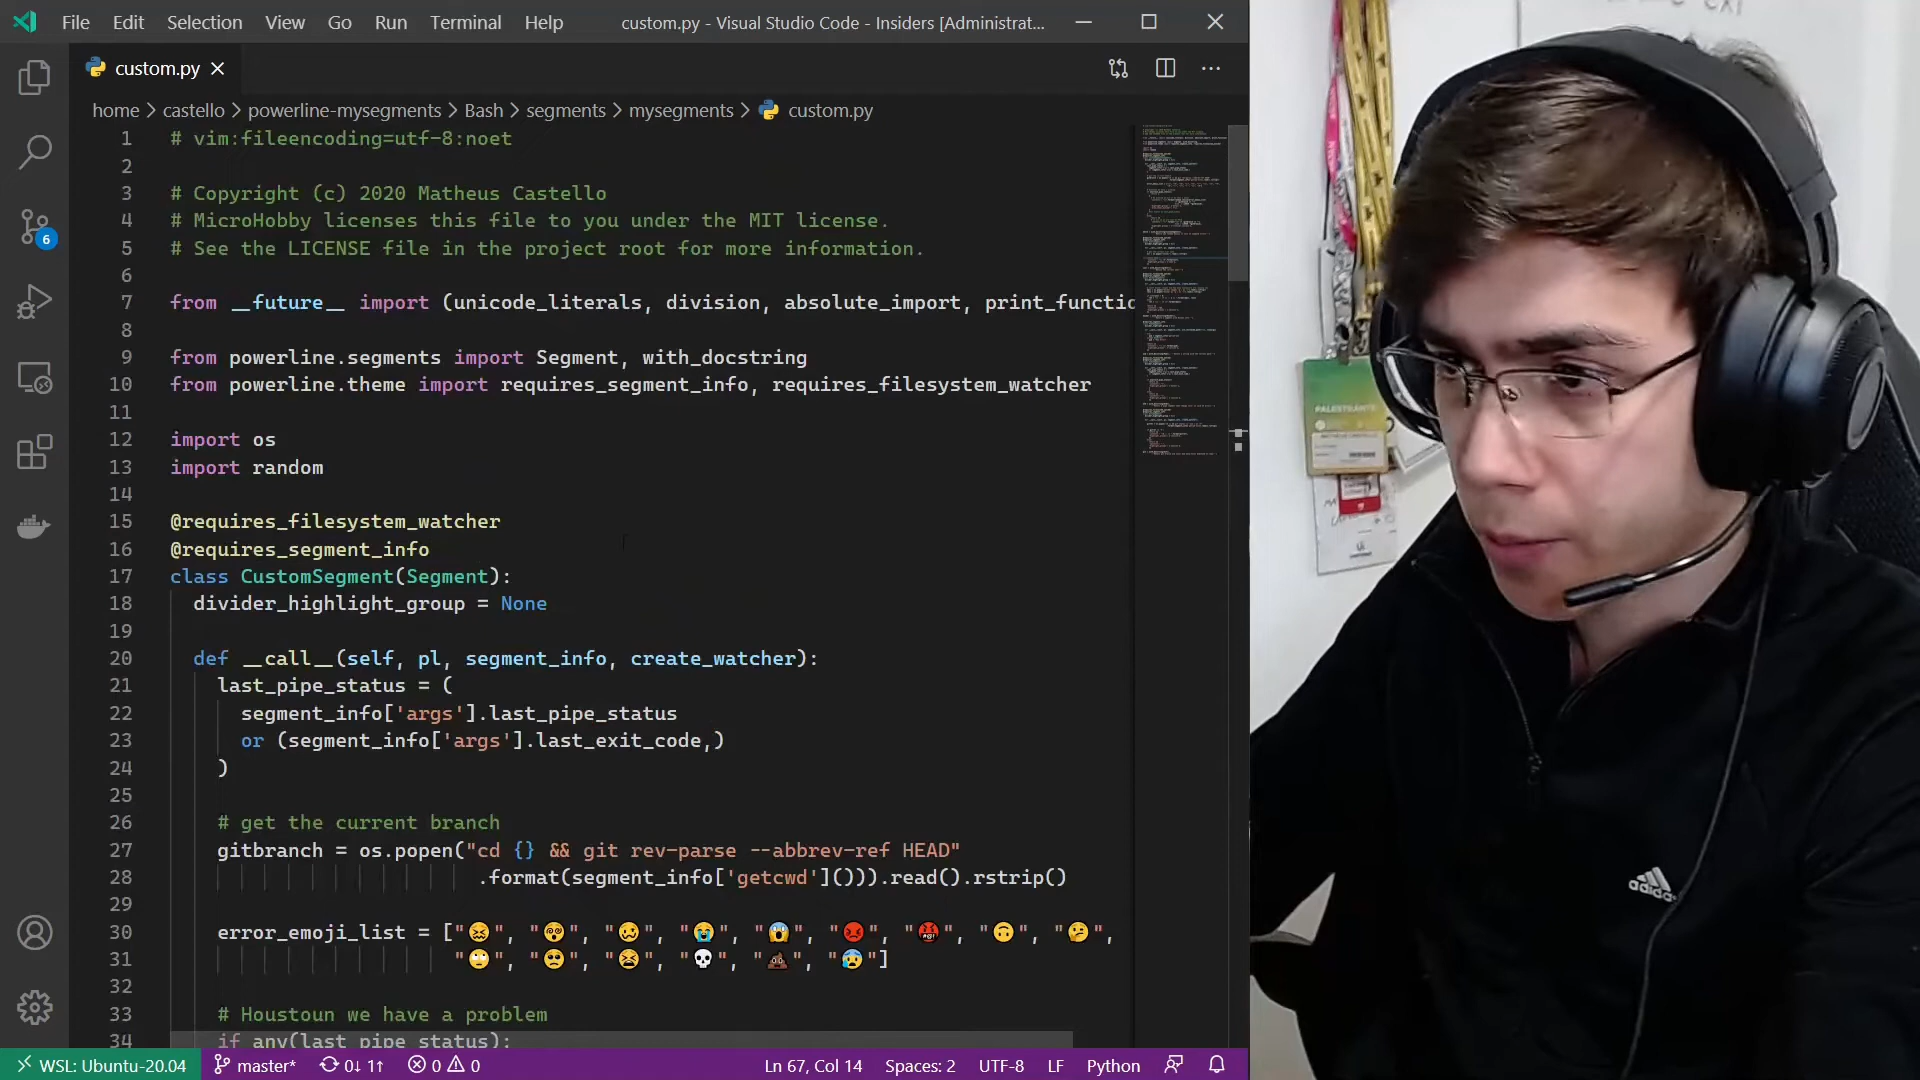 File Edit Selection View Go Run Terminal Help custom.py - Visual Studio Code - Insiders [Administrat...
custom.py
home > castello > powerline-mysegments > Bash > segments > mysegments > custom.py
1 # vim:fileencoding=utf-8:noet
2
3 # Copyright (c) 2020 Matheus Castello
4 # MicroHobby licenses this file to you under the MIT license.
5 # See the LICENSE file in the project root for more information.
6
7 from __future__ import (unicode_literals, division, absolute_import, print_functio
8
9 from powerline.segments import Segment, with_docstring
10 from powerline.theme import requires_segment_info, requires_filesystem_watcher
11
12 import os
13 import random
14
15 @requires_filesystem_watcher
16 @requires_segment_info
17 class CustomSegment(Segment):
18 divider_highlight_group = None
19
20 def __call__(self, pl, segment_info, create_watcher):
21 last_pipe_status = (
22 segment_info['args'].last_pipe_status
23 or (segment_info['args'].last_exit_code,)
24 )
25
26 # get the current branch
27 gitbranch = os.popen("cd {} && git rev-parse --abbrev-ref HEAD"
28 .format(segment_info['getcwd']())).read().rstrip()
29
30 error_emoji_list = ["😖", "😵", "🥴", "😭", "😱", "😡", "🤬", "🙃", "🤔",
31 "🙄", "🥺", "😫", "💀", "💩", "😰"]
32
33 # Houstoun we have a problem
34 if any(last_pipe_status):
6
WSL: Ubuntu-20.04 master* 0↓ 1↑ 0 0 Ln 67, Col 14 Spaces: 2 UTF-8 LF Python
PALESTRANTE
adidas